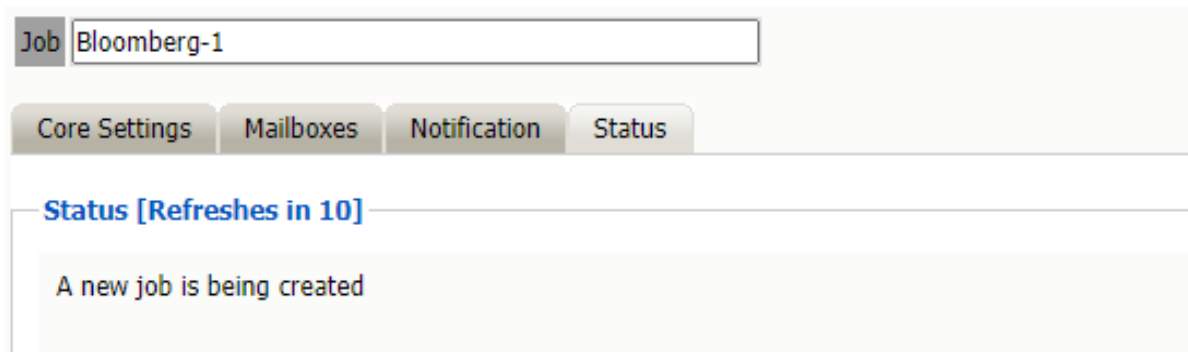 Job Bloomberg-1
Core Settings Mailboxes Notification Status
Status [Refreshes in 10]
A new job is being created